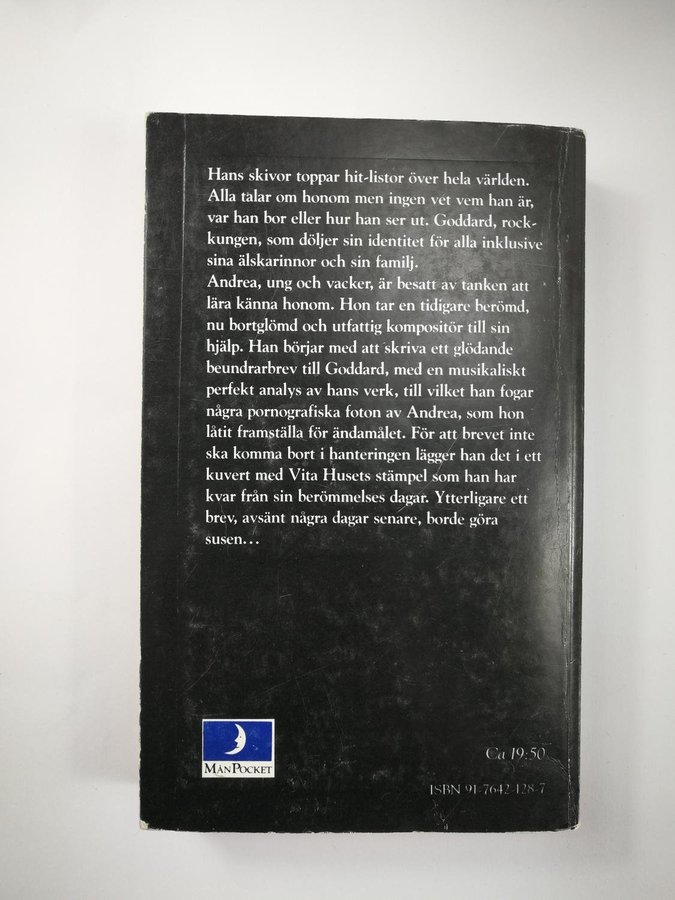 Hans skivor toppar hit-listor över hela världen.
Alla talar om honom men ingen vet vem han är,
var han bor eller hur han ser ut. Goddard, rock-
kungen, som döljer sin identitet för alla inklusive
sina älskarinnor och sin familj.
Andrea, ung och vacker, är besatt av tanken att
lära känna honom. Hon tar en tidigare berömd,
nu bortglömd och utfattig kompositör till sin
hjälp. Han börjar med att skriva ett glödande
beundrarbrev till Goddard, med en musikaliskt
perfekt analys av hans verk, till vilket han fogar
några pornografiska foton av Andrea, som hon
låtit framställa för ändamålet. För att brevet inte
ska komma bort i hanteringen lägger han det i ett
kuvert med Vita Husets stämpel som han har
kvar från sin berömmelses dagar. Ytterligare ett
brev, avsänt några dagar senare, borde göra
susen...
MånPocket
Ca 19:50
ISBN 91-7642-128-7